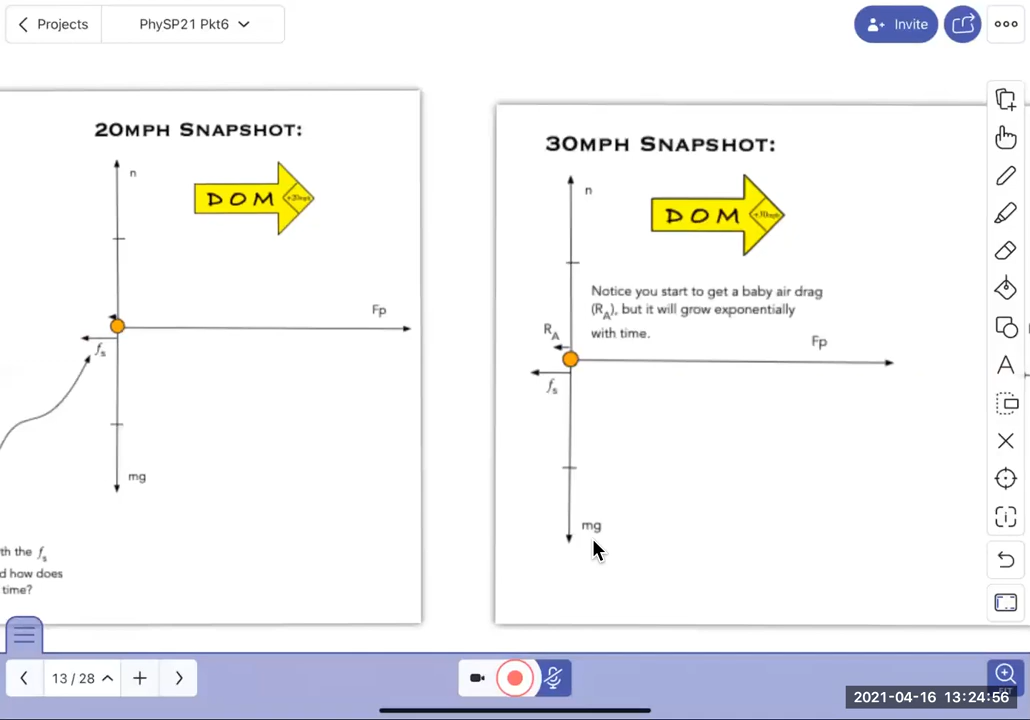 Projects
PhySP21 Pkt6
Invite
20MPH SNAPSHOT:
n
DOM
+20mph
Fp
fs
mg
th the fs
d how does
time?
30MPH SNAPSHOT:
n
DOM
+30mph
Notice you start to get a baby air drag
(RA), but it will grow exponentially
with time.
RA
Fp
fs
mg
A
13 / 28
2021-04-16 13:24:56